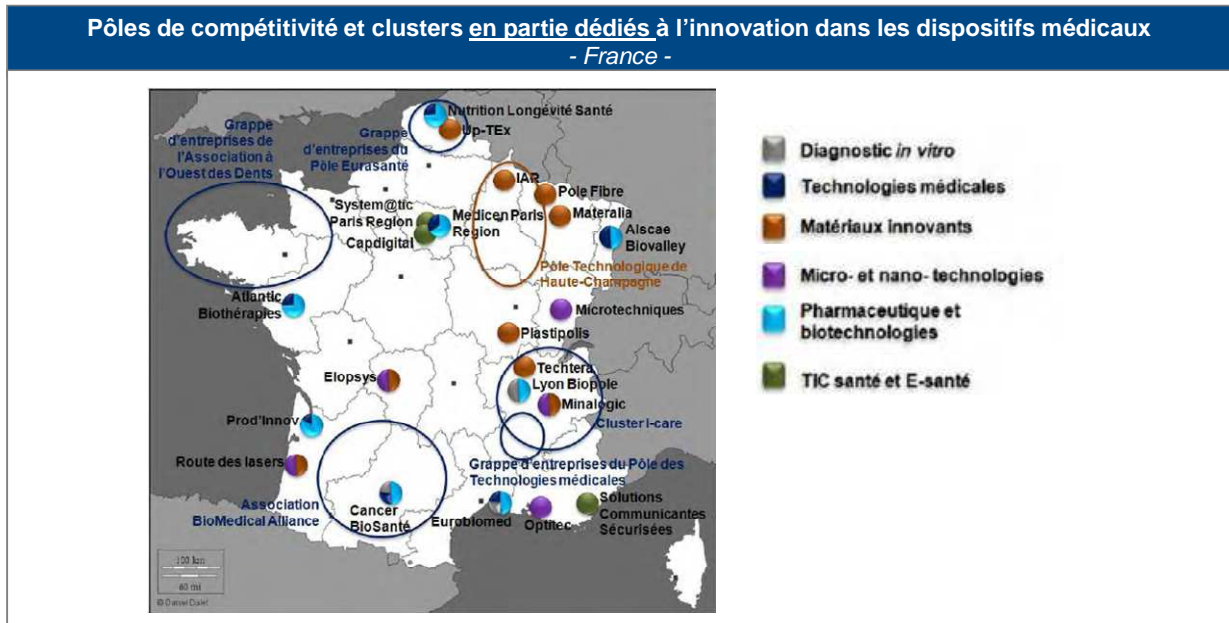 Pôles de compétitivité et clusters en partie dédiés à l'innovation dans les dispositifs médicaux
- France -
Nutrition Longévité Santé
Up-TEx
Grappe
d'entreprises de
l'Association à
l'Ouest des Dents
Grappe
d'entreprises du
Pôle Eurasanté
IAR
Pôle Fibre
Materalia
System@tic
Paris Region
Capdigital
Medicen Paris
Region
Alscae
Biovalley
Pôle Technologique de
Haute-Champagne
Atlantic
Biothérapies
Microtechniques
Plastipolis
Elopsys
Techtera
Lyon Biopole
Minalogic
Prod'Innov
Cluster I-care
Route des lasers
Grappe d'entreprises du Pôle des
Technologies médicales
Association
BioMedical Alliance
Cancer
BioSanté
Eurobiomed
Optitec
Solutions
Communicantes
Sécurisées
100 km
60 mi
© Daniel Dalet
Diagnostic in vitro
Technologies médicales
Matériaux innovants
Micro- et nano- technologies
Pharmaceutique et
biotechnologies
TIC santé et E-santé